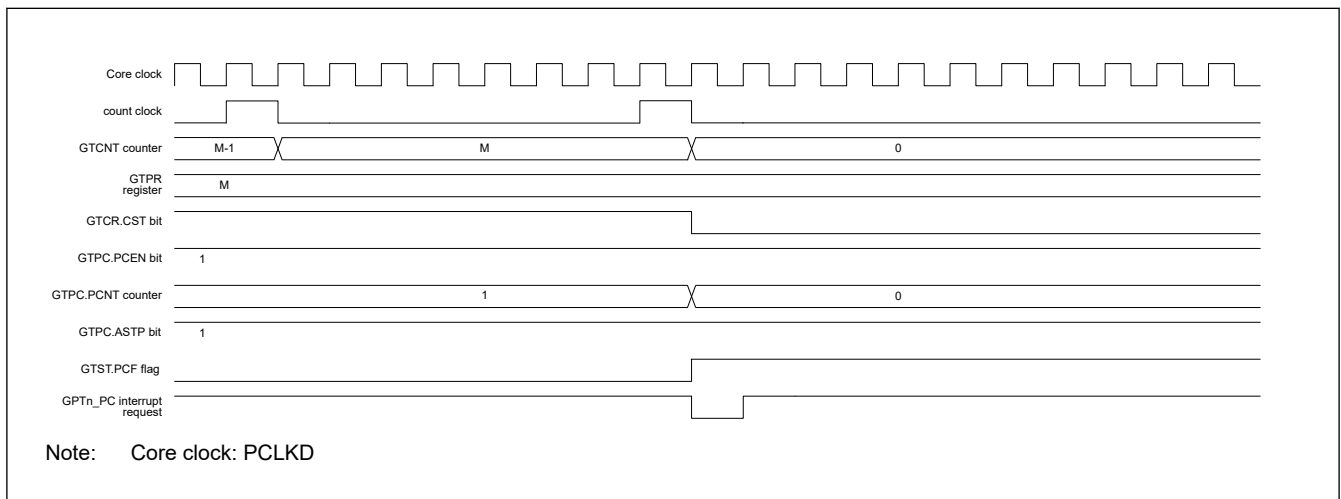 Core clock
count clock
GTCNT counter M-1 M 0
GTPR
register M
GTCR.CST bit
GTPC.PCEN bit 1
GTPC.PCNT counter 1 0
GTPC.ASTP bit 1
GTST.PCF flag
GPTn_PC interrupt
request
Note: Core clock: PCLKD